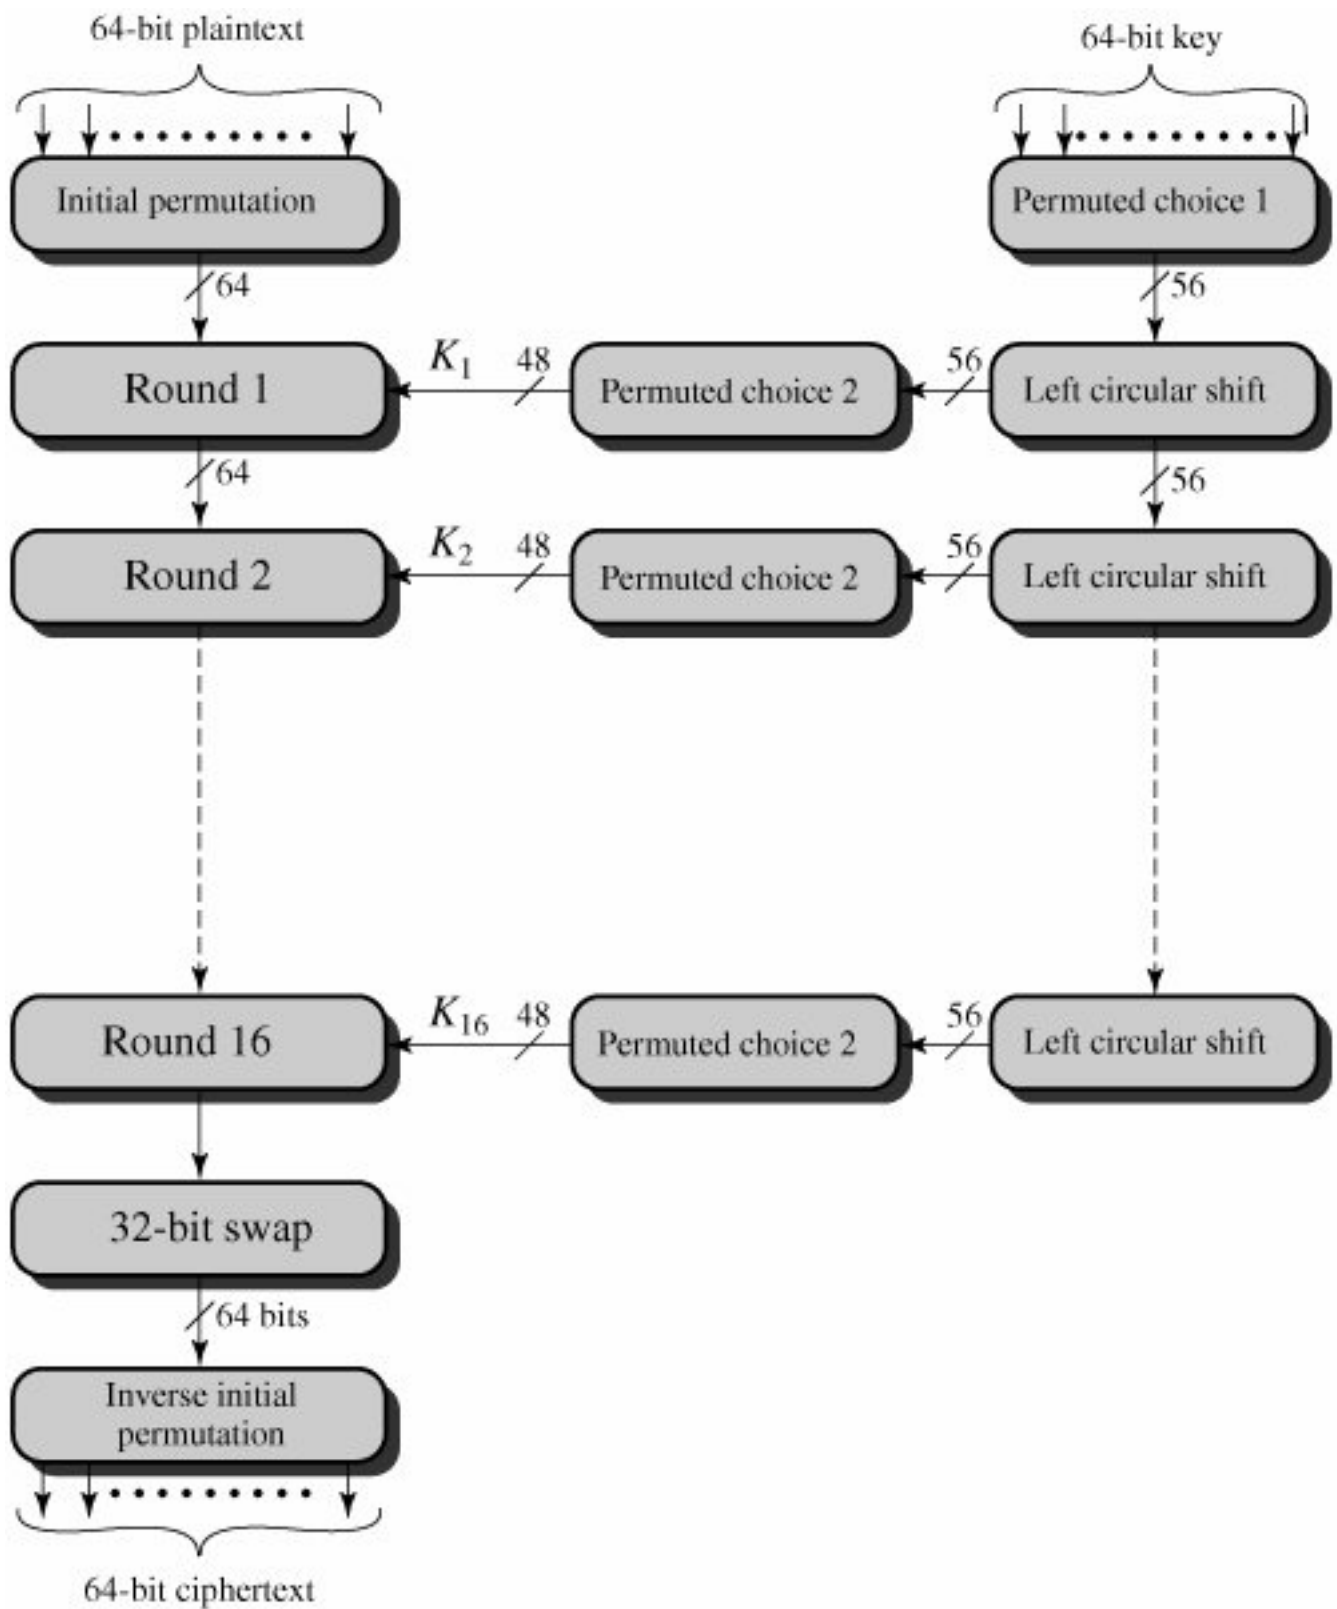 64-bit plaintext
64-bit key
Initial permutation
Permuted choice 1
64
56
Round 1
K1
48
Permuted choice 2
56
Left circular shift
64
56
Round 2
K2
48
Permuted choice 2
56
Left circular shift
Round 16
K16
48
Permuted choice 2
56
Left circular shift
32-bit swap
64 bits
Inverse initial
permutation
64-bit ciphertext